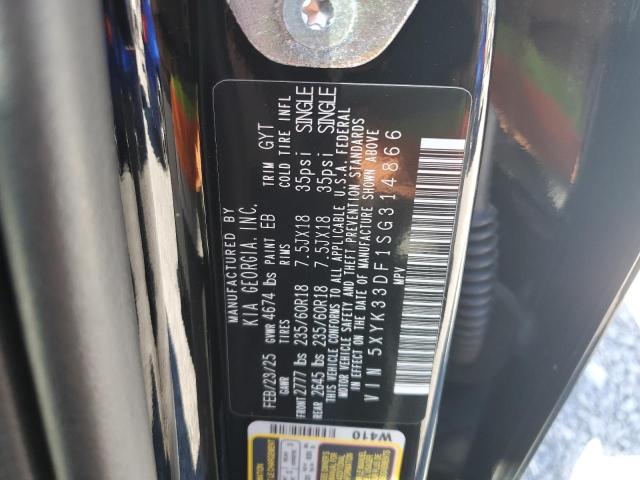 MANUFACTURED BY
KIA GEORGIA, INC.
FEB/23/25 GVWR 4674 lbs PAINT EB TRIM GYT
GAWR TIRES RIMS COLD TIRE INFL
FRONT 2777 lbs 235/60R18 7.5JX18 35psi SINGLE
REAR 2645 lbs 235/60R18 7.5JX18 35psi SINGLE
THIS VEHICLE CONFORMS TO ALL APPLICABLE U.S.A. FEDERAL
MOTOR VEHICLE SAFETY AND THEFT PREVENTION STANDARDS
IN EFFECT ON THE DATE OF MANUFACTURE SHOWN ABOVE
VIN 5XYK33DF1SG314866
MPV
W410